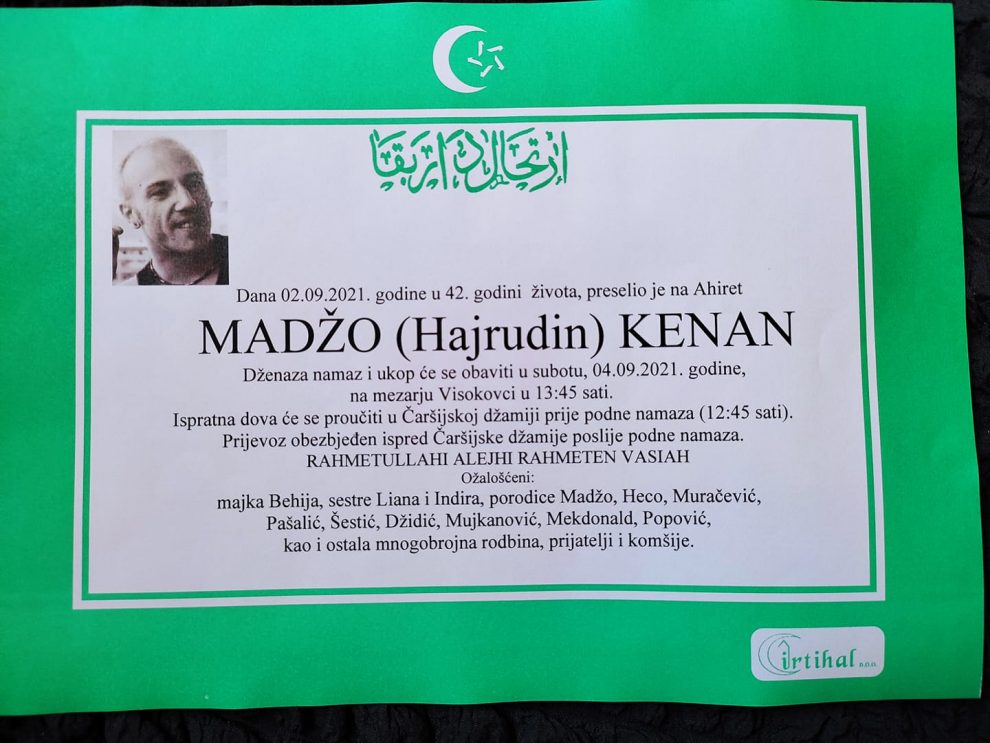 إرتحال دار بقا
Dana 02.09.2021. godine u 42. godini života, preselio je na Ahiret
MADŽO (Hajrudin) KENAN
Dženaza namaz i ukop će se obaviti u subotu, 04.09.2021. godine,
na mezarju Visokovci u 13:45 sati.
Ispratna dova će se proučiti u Čaršijskoj džamiji prije podne namaza (12:45 sati).
Prijevoz obezbjeđen ispred Čaršijske džamije poslije podne namaza.
RAHMETULLAHI ALEJHI RAHMETEN VASIAH
Ožalošćeni:
majka Behija, sestre Liana i Indira, porodice Madžo, Heco, Muračević,
Pašalić, Šestić, Džidić, Mujkanović, Mekdonald, Popović,
kao i ostala mnogobrojna rodbina, prijatelji i komšije.
irtihal D.O.O.